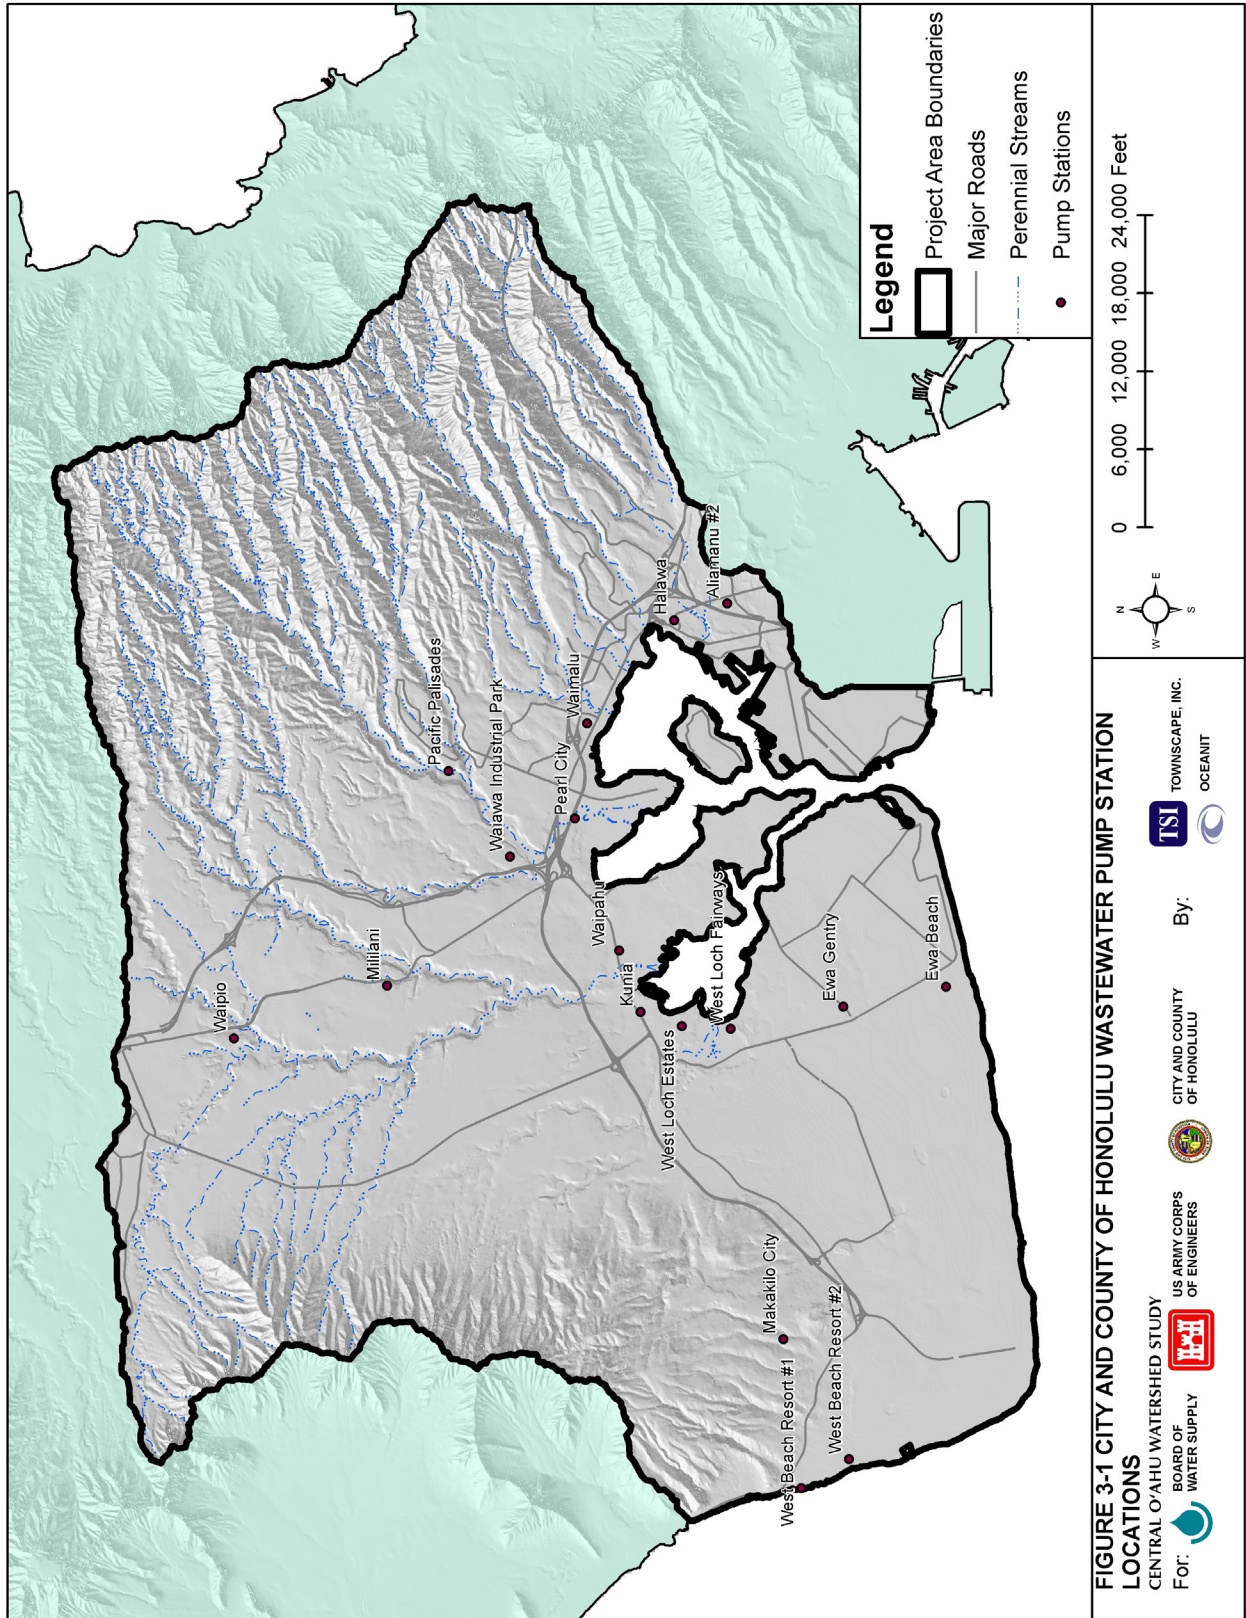 Waipio
Mililani
Pacific Palisades
Waiawa Industrial Park
Pearl City
Waimalu
Halawa
Aliamanu #2
Waipahu
Kunia
West Loch Estates
West Loch Fairways
Ewa Gentry
Ewa Beach
Makakilo City
West Beach Resort #1
West Beach Resort #2
Legend
Project Area Boundaries
Major Roads
Perennial Streams
Pump Stations
FIGURE 3-1 CITY AND COUNTY OF HONOLULU WASTEWATER PUMP STATION
LOCATIONS
CENTRAL O'AHU WATERSHED STUDY
For:
BOARD OF
WATER SUPPLY
US ARMY CORPS
OF ENGINEERS
CITY AND COUNTY
OF HONOLULU
By:
TSI
TOWNSCAPE, INC.
OCEANIT
N
W
E
S
0 6,000 12,000 18,000 24,000 Feet